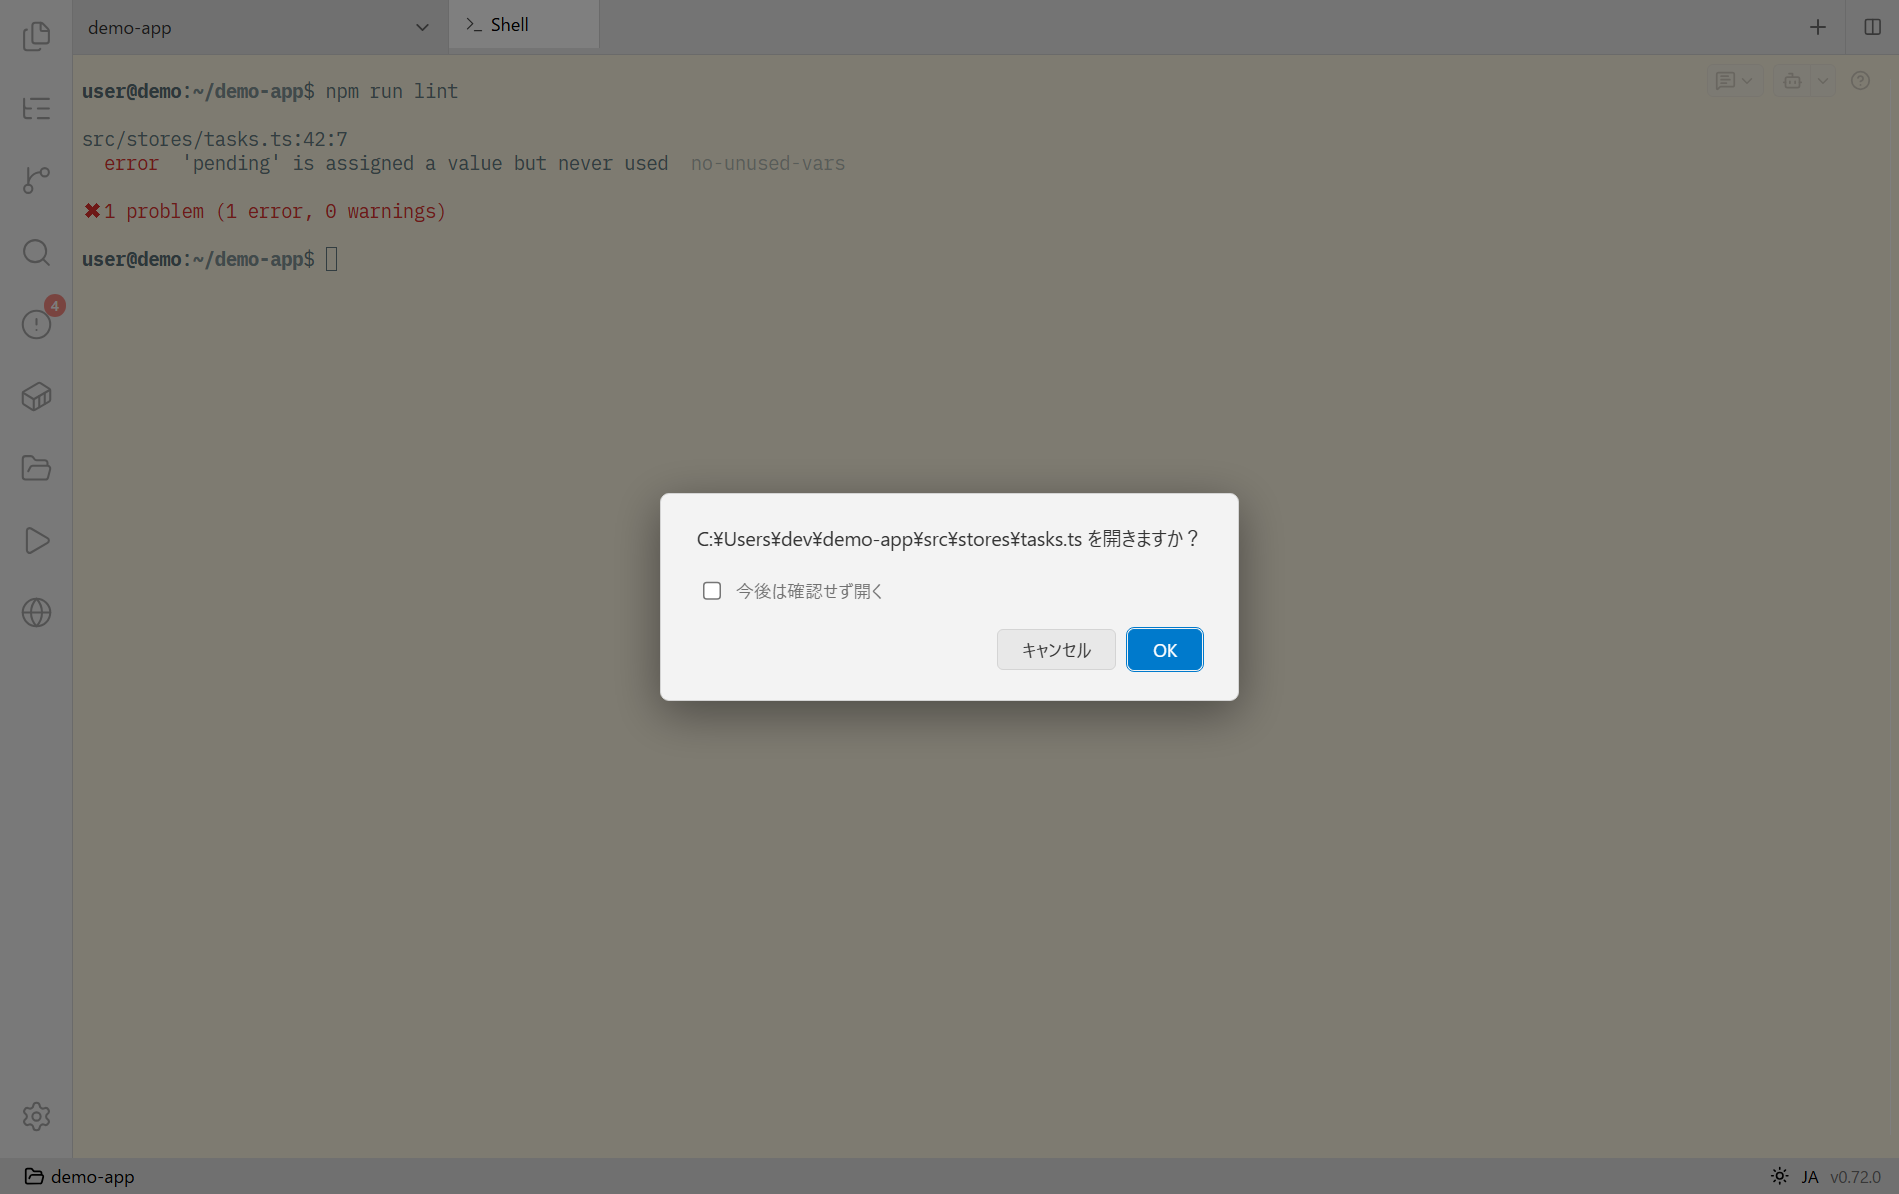 demo-app
>_ Shell
user@demo:~/demo-app$ npm run lint
src/stores/tasks.ts:42:7
error 'pending' is assigned a value but never used no-unused-vars
✖1 problem (1 error, 0 warnings)
user@demo:~/demo-app$
4
C:¥Users¥dev¥demo-app¥src¥stores¥tasks.ts を開きますか？
今後は確認せず開く
キャンセル
OK
demo-app
JA v0.72.0